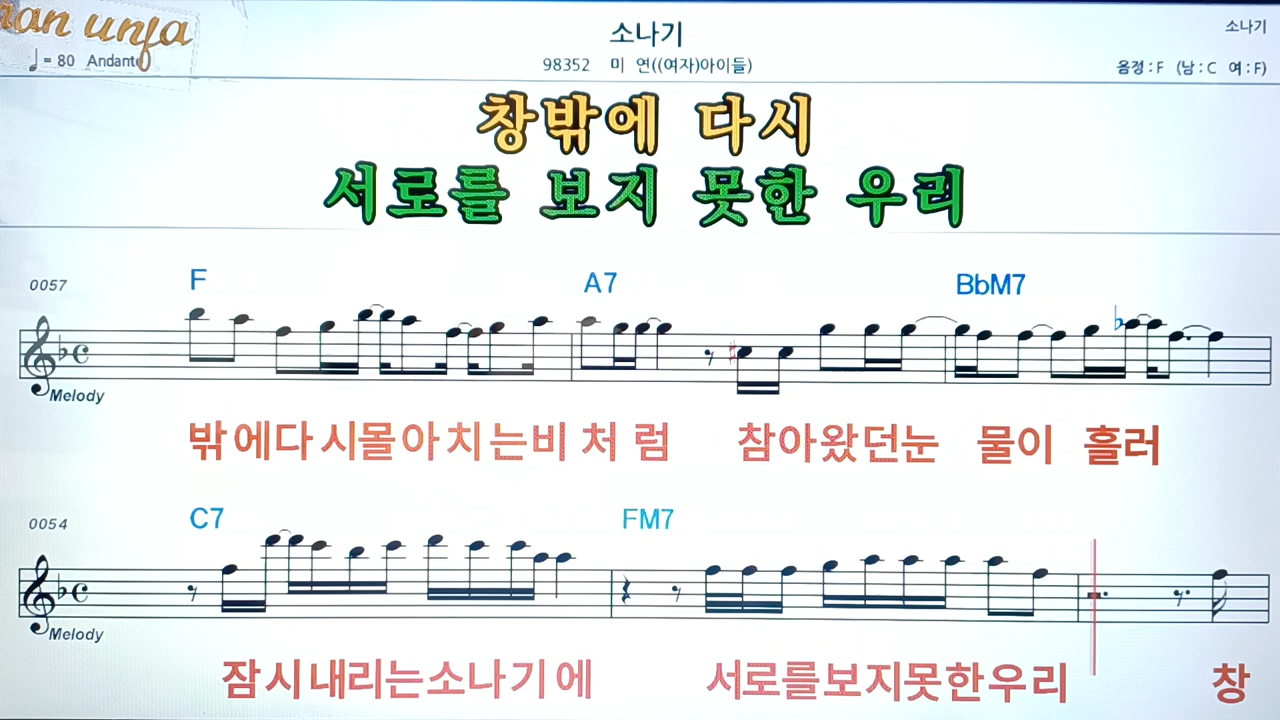 소나기
소나기
♩= 80 Andante
98352 미 연((여자)아이들)
음정:F (남:C 여:F)
창밖에 다시
서로를 보지 못한 우리
0057 F A7 BbM7
Melody
밖에다시몰아치는비 처 럼 참아왔던눈 물이 흘러
0054 C7 FM7
Melody
잠시내리는소나기에 서로를보지못한우리 창